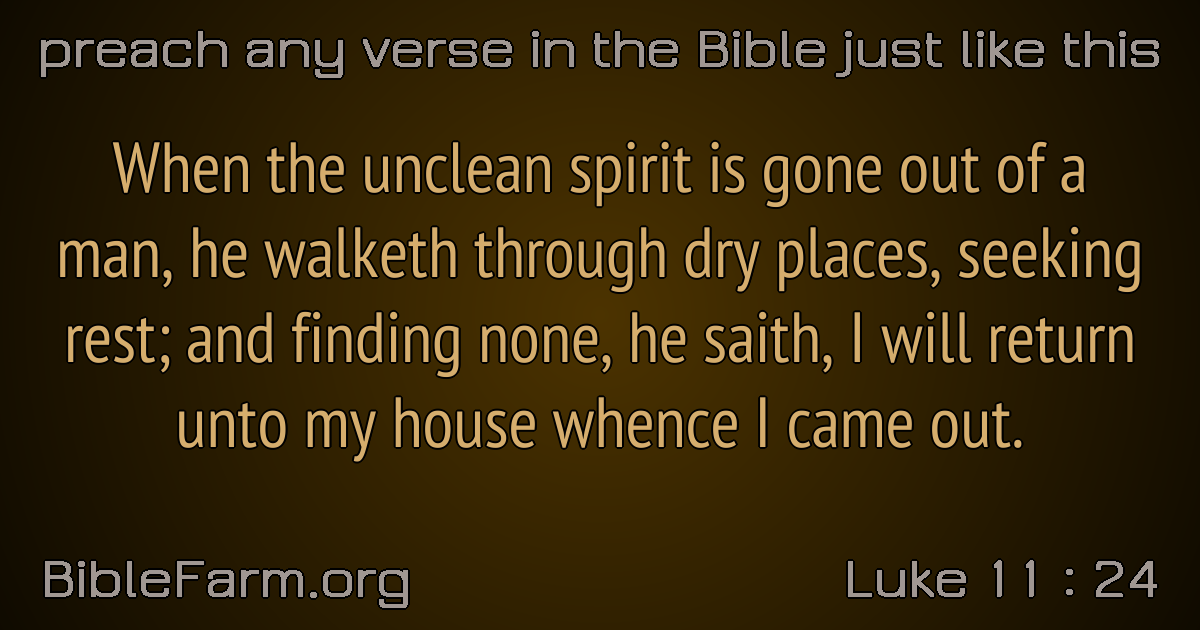 preach any verse in the Bible just like this
When the unclean spirit is gone out of a
man, he walketh through dry places, seeking
rest; and finding none, he saith, I will return
unto my house whence I came out.
BibleFarm.org
Luke 11 : 24